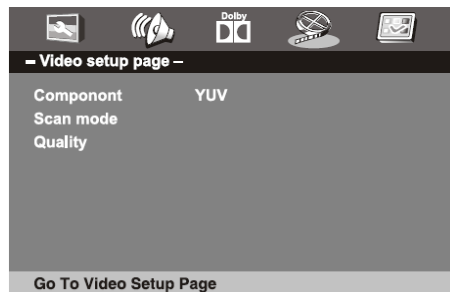 Dolby
– Video setup page –
Componont YUV
Scan mode
Quality
Go To Video Setup Page